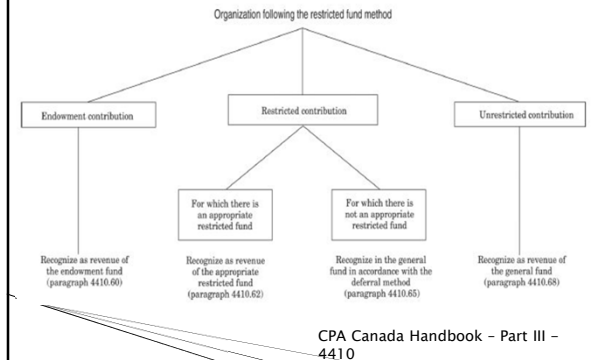 Organization following the restricted fund method
Endowment contribution
Restricted contribution
Unrestricted contribution
For which there is
an appropriate
restricted fund
For which there is
not an appropriate
restricted fund
Recognize as revenue of
the endowment fund
(paragraph 4410.60)
Recognize as revenue
of the appropriate
restricted fund
(paragraph 4410.62)
Recognize in the general
fund in accordance with the
deferral method
(paragraph 4410.65)
Recognize as revenue of
the general fund
(paragraph 4410.68)
CPA Canada Handbook – Part III –
4410